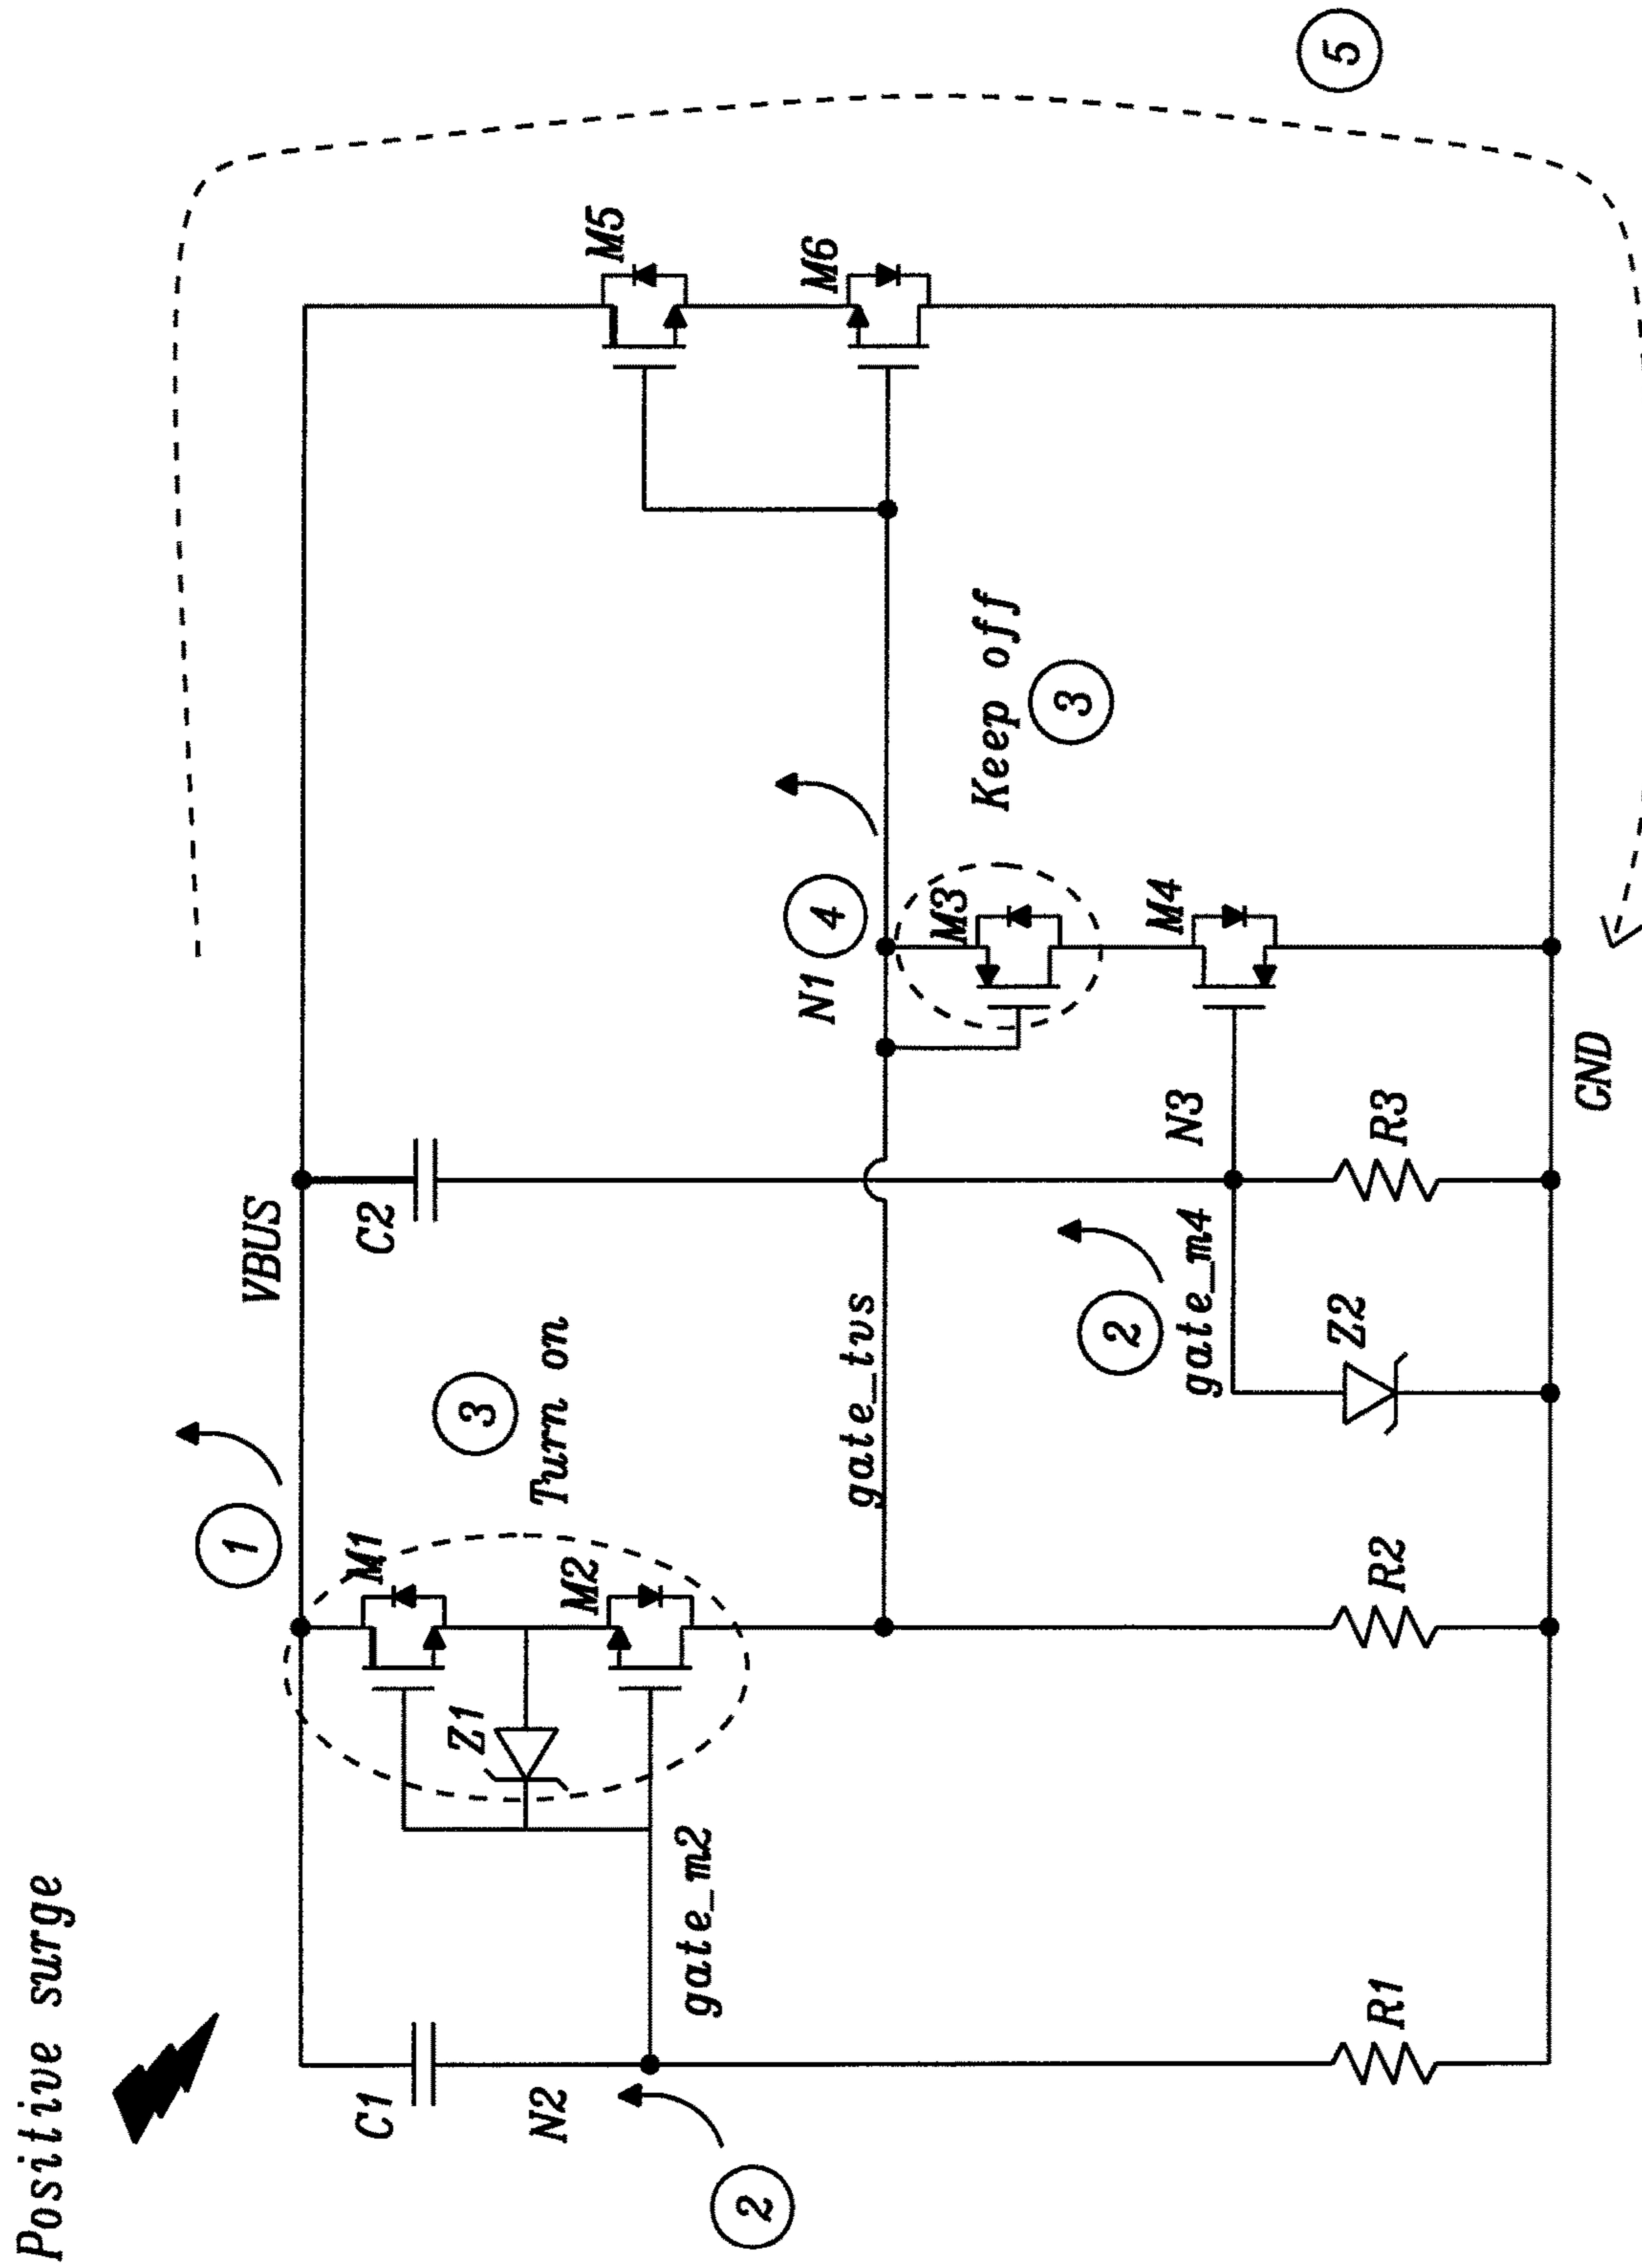 Positive surge
1
VBUS
5
C1
M1
3
C2
M5
Z1
Turn on
N2
M2
M6
2
gate_m2
gate_tvs
N1
4
M3
Keep off
3
2
gate_m4
N3
M4
R1
R2
Z2
R3
GND